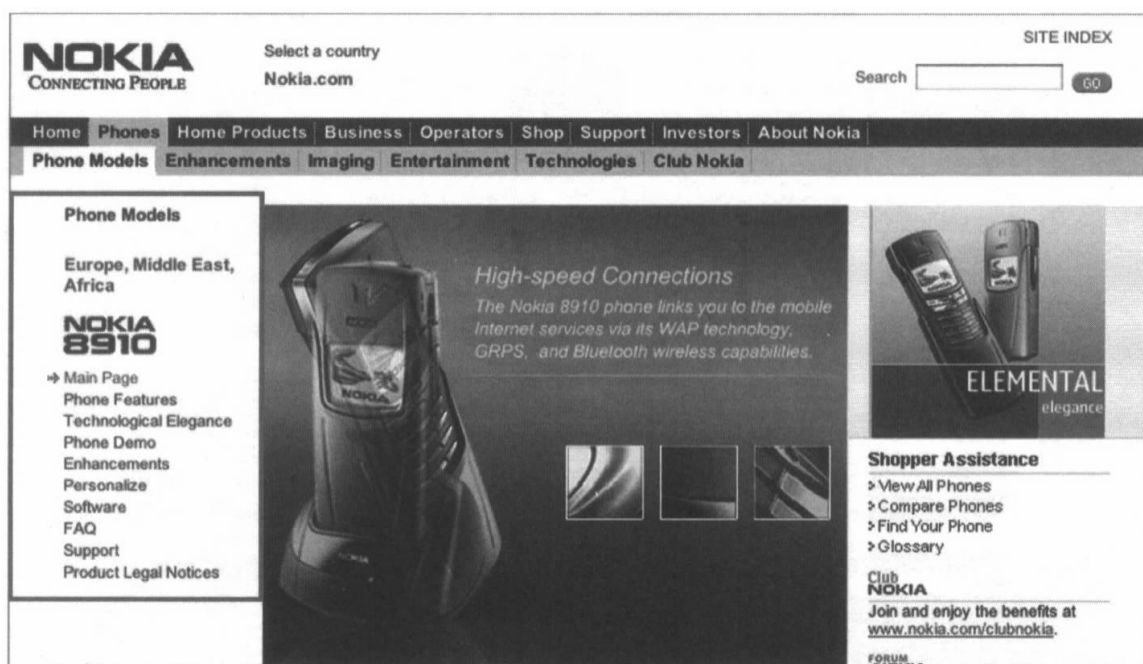 NOKIA
CONNECTING PEOPLE
Select a country
Nokia.com
SITE INDEX
Search
GO
Home Phones Home Products Business Operators Shop Support Investors About Nokia
Phone Models Enhancements Imaging Entertainment Technologies Club Nokia
Phone Models
Europe, Middle East,
Africa
NOKIA
8910
Main Page
Phone Features
Technological Elegance
Phone Demo
Enhancements
Personalize
Software
FAQ
Support
Product Legal Notices
High-speed Connections
The Nokia 8910 phone links you to the mobile
Internet services via its WAP technology,
GRPS, and Bluetooth wireless capabilities.
NOKIA
NOKIA
ELEMENTAL
elegance
Shopper Assistance
View All Phones
Compare Phones
Find Your Phone
Glossary
Club
NOKIA
Join and enjoy the benefits at
www.nokia.com/clubnokia.
FORUM